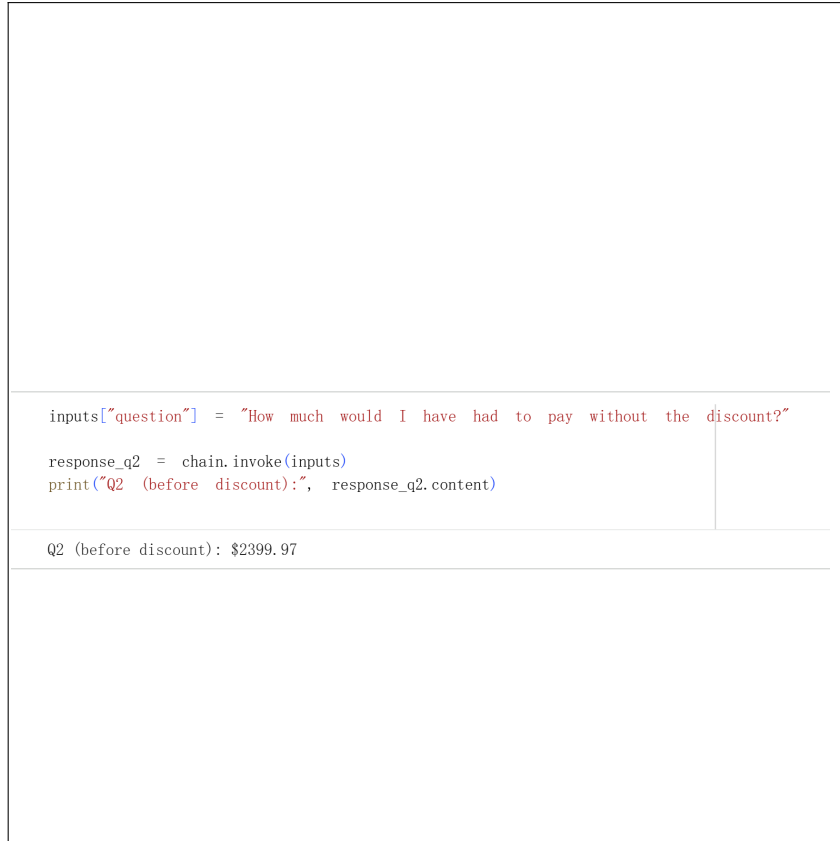 inputs["question"] = "How much would I have had to pay without the discount?"
response_q2 = chain.invoke(inputs)
print("Q2 (before discount):", response_q2.content)
Q2 (before discount): $2399.97